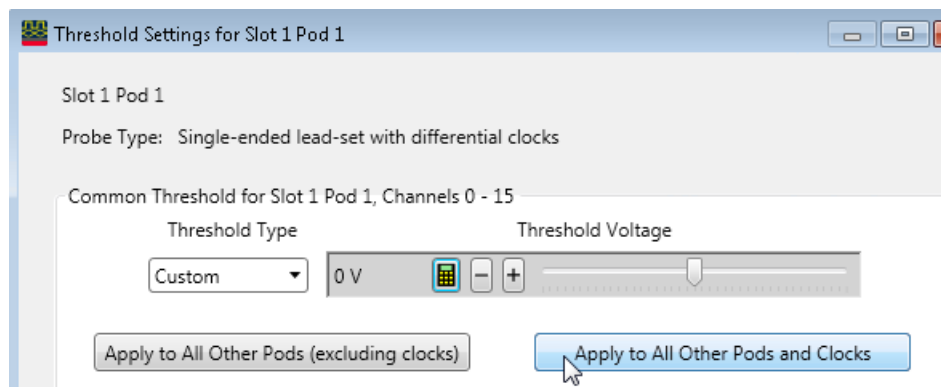 Threshold Settings for Slot 1 Pod 1
Slot 1 Pod 1
Probe Type: Single-ended lead-set with differential clocks
Common Threshold for Slot 1 Pod 1, Channels 0 - 15
Threshold Type Threshold Voltage
Custom 0 V − +
Apply to All Other Pods (excluding clocks) Apply to All Other Pods and Clocks